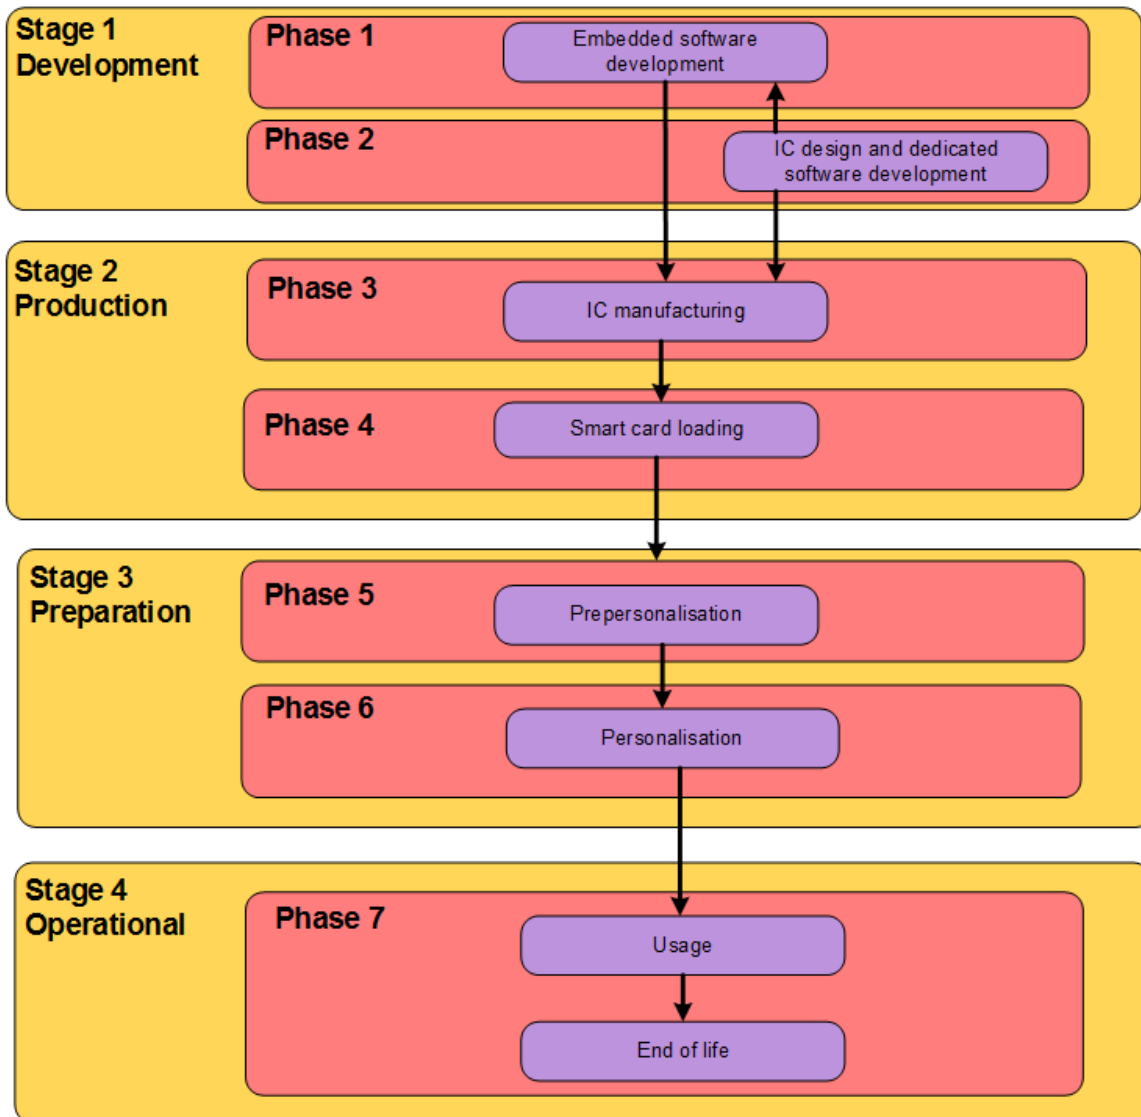 Stage 1
Development
Phase 1
Embedded software
development
Phase 2
IC design and dedicated
software development
Stage 2
Production
Phase 3
IC manufacturing
Phase 4
Smart card loading
Stage 3
Preparation
Phase 5
Prepersonalisation
Phase 6
Personalisation
Stage 4
Operational
Phase 7
Usage
End of life